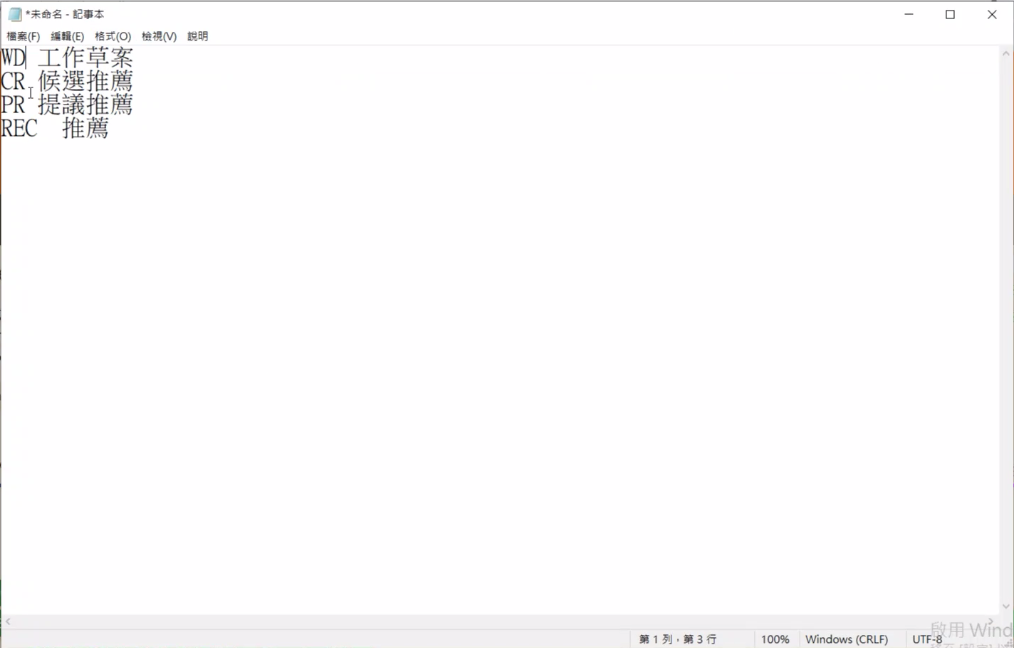 *未命名 - 記事本
檔案(F) 編輯(E) 格式(O) 檢視(V) 說明
WD 工作草案
CR 候選推薦
PR 提議推薦
REC 推薦
第 1 列,第 3 行 100% Windows (CRLF) UTF-8
啟用 Wind